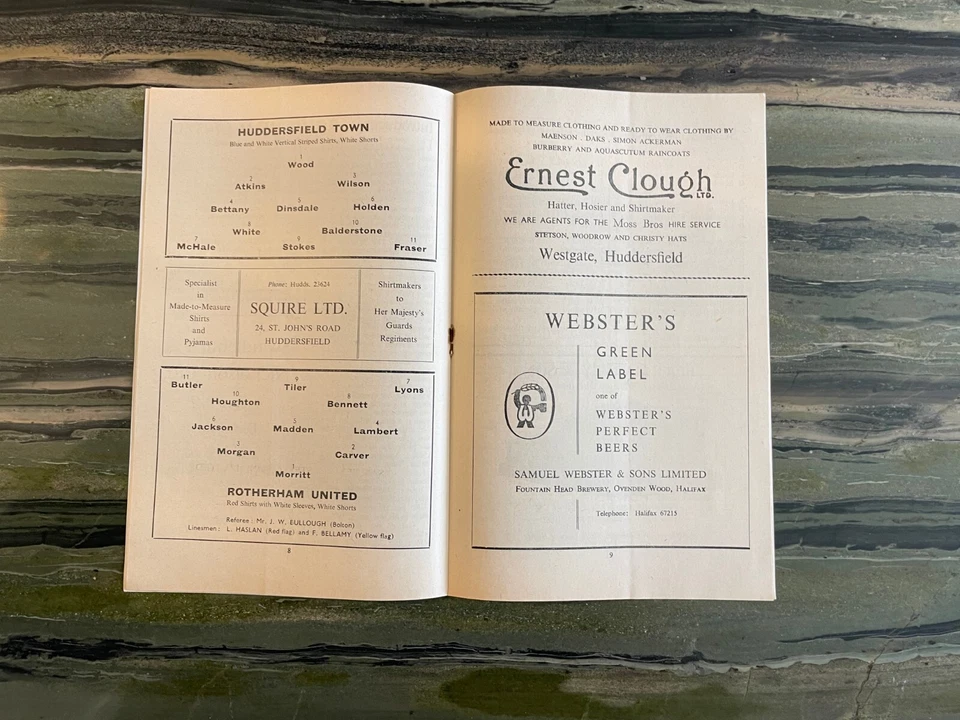 HUDDERSFIELD TOWN
Blue and White Vertical Striped Shirts, White Shorts
1
Wood
2 3
Atkins Wilson
4 5 6
Bettany Dinsdale Holden
8 10
White Balderstone
7 9 11
McHale Stokes Fraser
Specialist
in
Made-to-Measure
Shirts
and
Pyjamas
Phone: Hudds. 23624
SQUIRE LTD.
24, ST. JOHN'S ROAD
HUDDERSFIELD
Shirtmakers
to
Her Majesty's
Guards
Regiments
11 9 7
Butler Tiler Lyons
10 8
Houghton Bennett
6 5 4
Jackson Madden Lambert
3 2
Morgan Carver
1
Morritt
ROTHERHAM UNITED
Red Shirts with White Sleeves, White Shorts
Referee: Mr. J. W. EULLOUGH (Bolton)
Linesmen: L. HASLAN (Red flag) and F. BELLAMY (Yellow flag)
8
MADE TO MEASURE CLOTHING AND READY TO WEAR CLOTHING BY
MAENSON . DAKS . SIMON ACKERMAN
BURBERRY AND AQUASCUTUM RAINCOATS
Ernest Clough LTD.
Hatter, Hosier and Shirtmaker
WE ARE AGENTS FOR THE Moss Bros HIRE SERVICE
STETSON, WOODROW AND CHRISTY HATS
Westgate, Huddersfield
WEBSTER'S
GREEN
LABEL
one of
WEBSTER'S
PERFECT
BEERS
SAMUEL WEBSTER & SONS LIMITED
FOUNTAIN HEAD BREWERY, OVENDEN WOOD, HALIFAX
Telephone: Halifax 67215
9